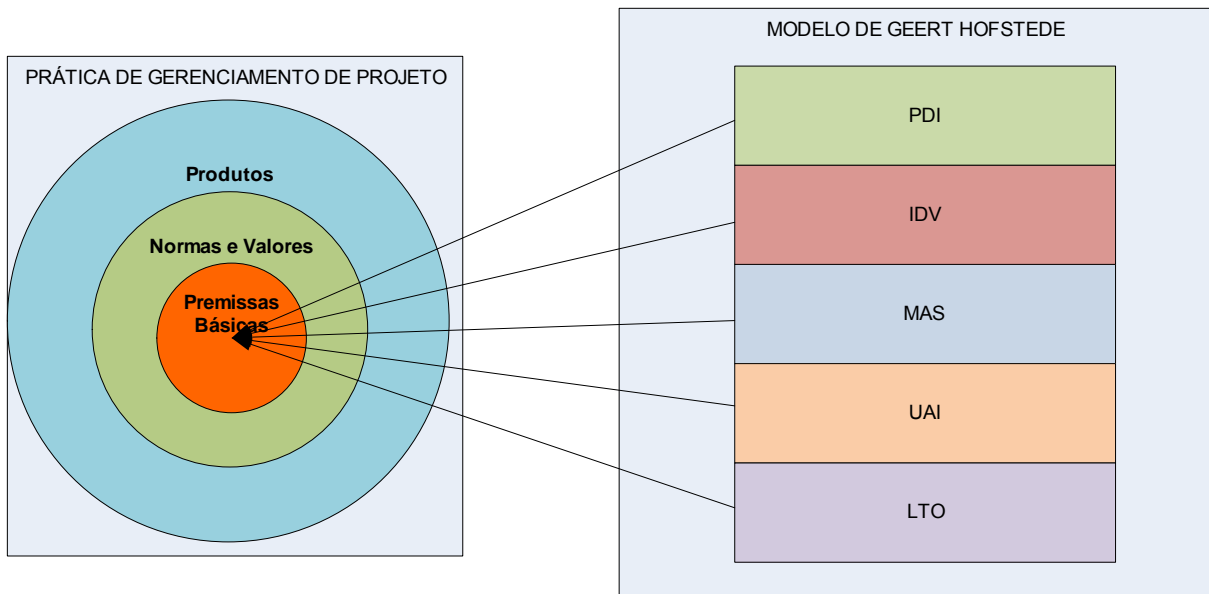 PRÁTICA DE GERENCIAMENTO DE PROJETO
Produtos
Normas e Valores
Premissas
Básicas
MODELO DE GEERT HOFSTEDE
PDI
IDV
MAS
UAI
LTO